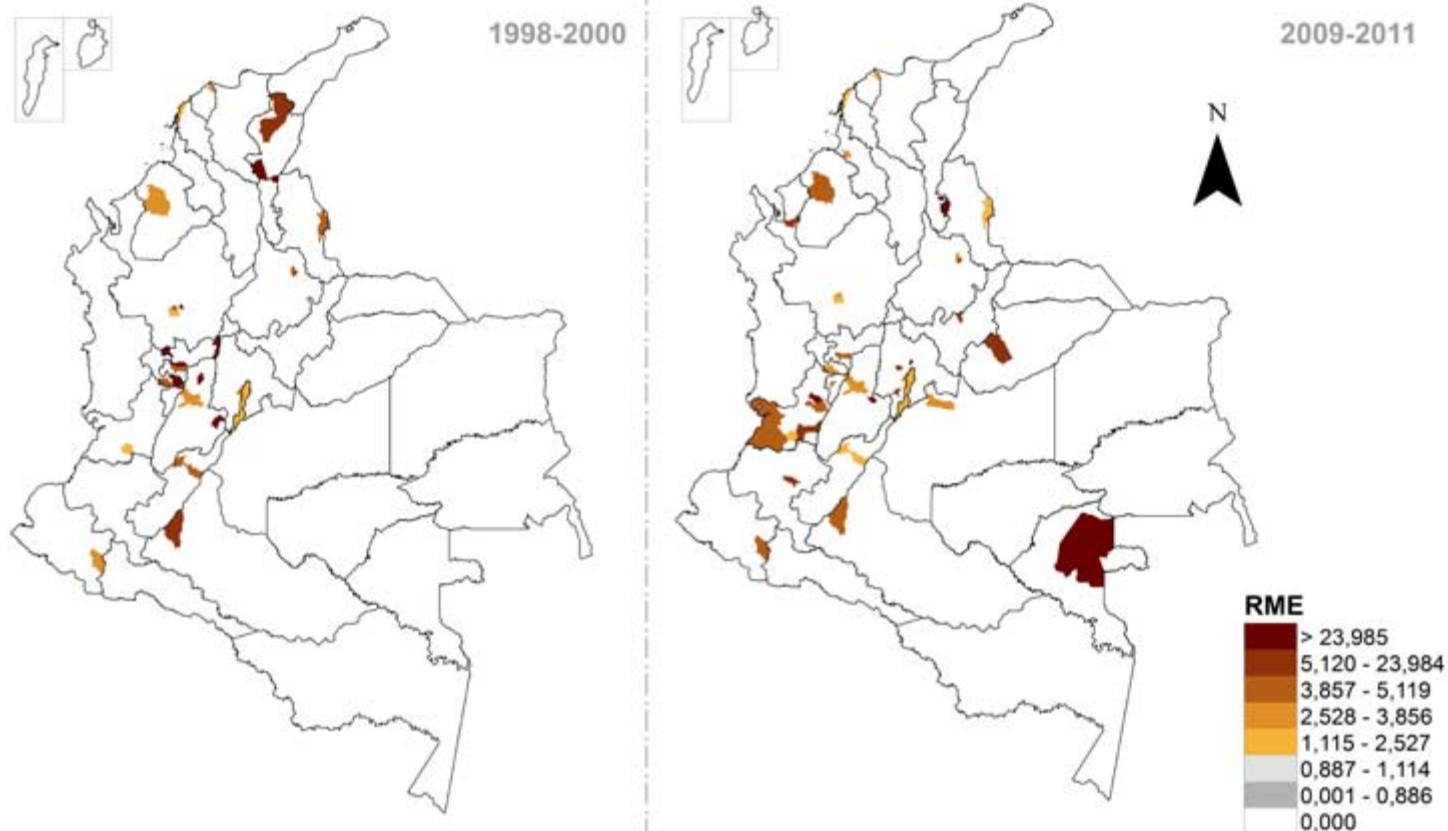 1998-2000
2009-2011
N
RME
> 23,985
5,120 - 23,984
3,857 - 5,119
2,528 - 3,856
1,115 - 2,527
0,887 - 1,114
0,001 - 0,886
0,000